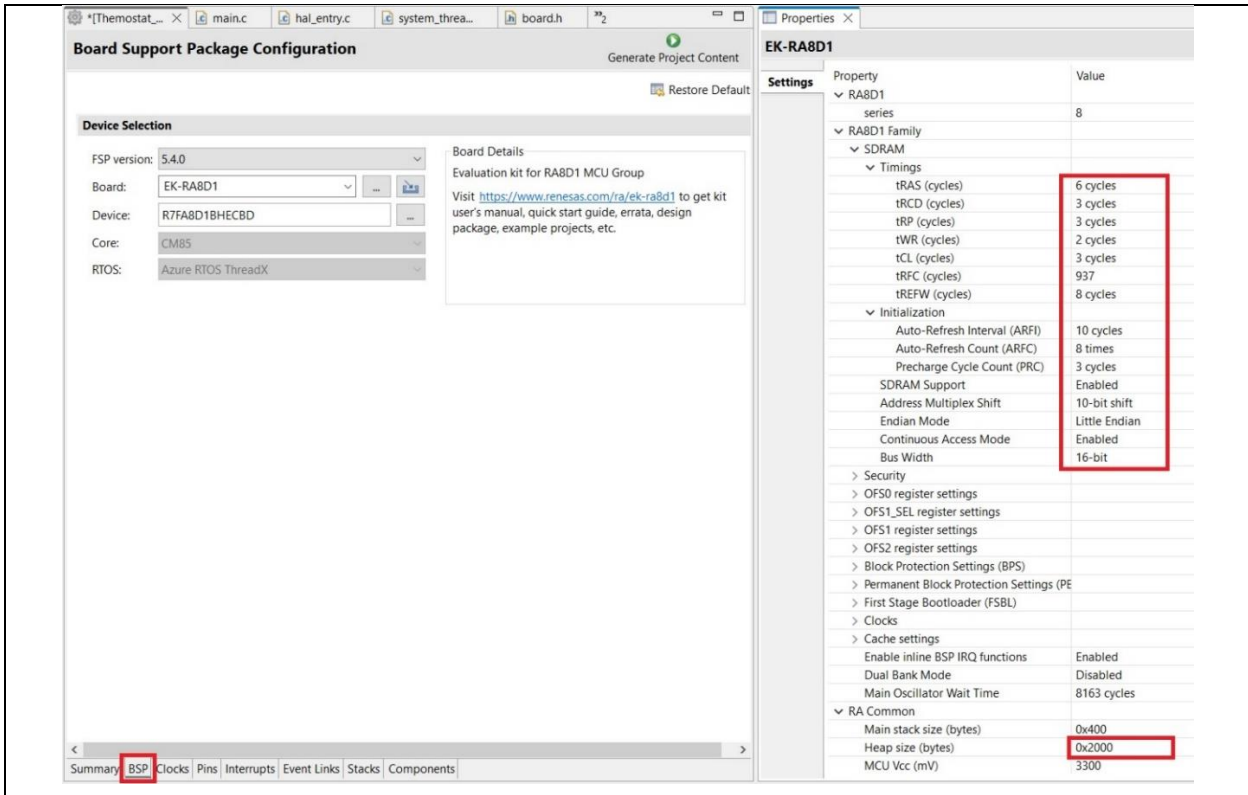 *[Themostat_... main.c hal_entry.c system_threa... board.h »2
Board Support Package Configuration
Generate Project Content
Restore Default
Device Selection
FSP version: 5.4.0
Board: EK-RA8D1 ...
Device: R7FA8D1BHECBD ...
Core: CM85
RTOS: Azure RTOS ThreadX
Board Details
Evaluation kit for RA8D1 MCU Group
Visit https://www.renesas.com/ra/ek-ra8d1 to get kit
user's manual, quick start guide, errata, design
package, example projects, etc.
Summary BSP Clocks Pins Interrupts Event Links Stacks Components
Properties
EK-RA8D1
Settings
Property Value
RA8D1
series 8
RA8D1 Family
SDRAM
Timings
tRAS (cycles) 6 cycles
tRCD (cycles) 3 cycles
tRP (cycles) 3 cycles
tWR (cycles) 2 cycles
tCL (cycles) 3 cycles
tRFC (cycles) 937
tREFW (cycles) 8 cycles
Initialization
Auto-Refresh Interval (ARFI) 10 cycles
Auto-Refresh Count (ARFC) 8 times
Precharge Cycle Count (PRC) 3 cycles
SDRAM Support Enabled
Address Multiplex Shift 10-bit shift
Endian Mode Little Endian
Continuous Access Mode Enabled
Bus Width 16-bit
Security
OFS0 register settings
OFS1_SEL register settings
OFS1 register settings
OFS2 register settings
Block Protection Settings (BPS)
Permanent Block Protection Settings (PE
First Stage Bootloader (FSBL)
Clocks
Cache settings
Enable inline BSP IRQ functions Enabled
Dual Bank Mode Disabled
Main Oscillator Wait Time 8163 cycles
RA Common
Main stack size (bytes) 0x400
Heap size (bytes) 0x2000
MCU Vcc (mV) 3300